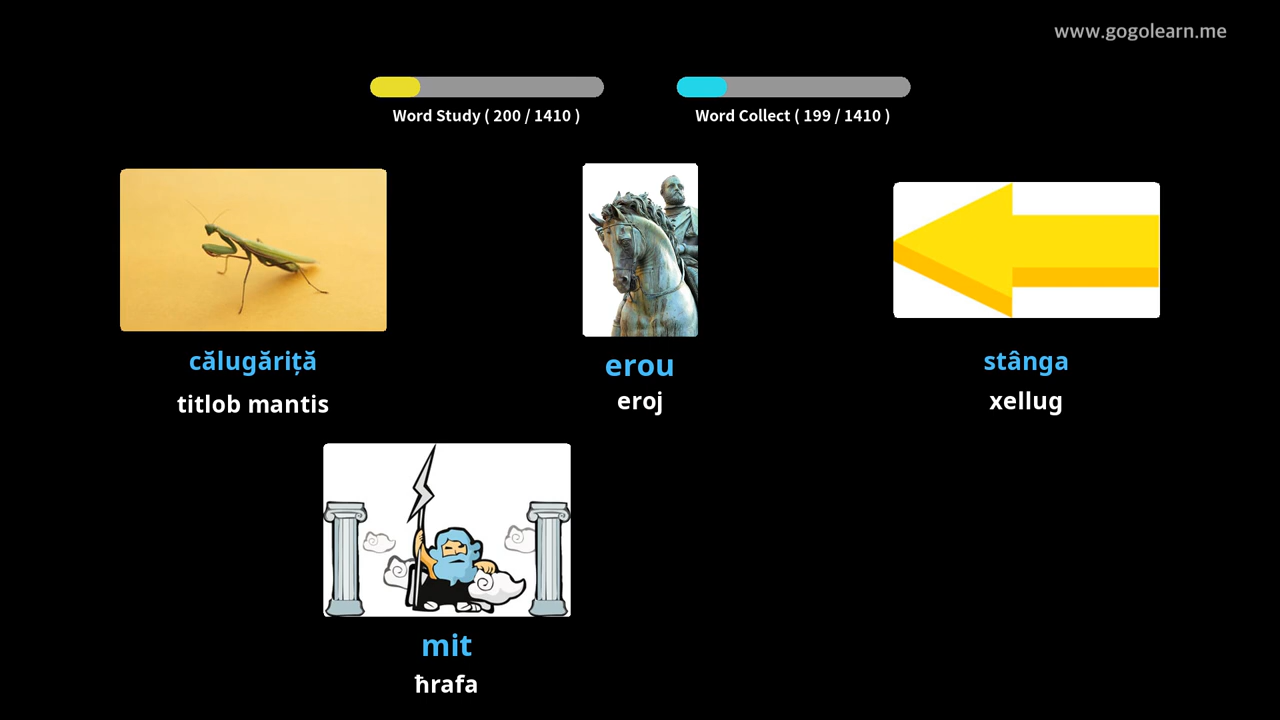 www.gogolearn.me
Word Study ( 200 / 1410 )
Word Collect ( 199 / 1410 )
călugăriță
titlob mantis
erou
eroj
stânga
xellug
mit
ħrafa